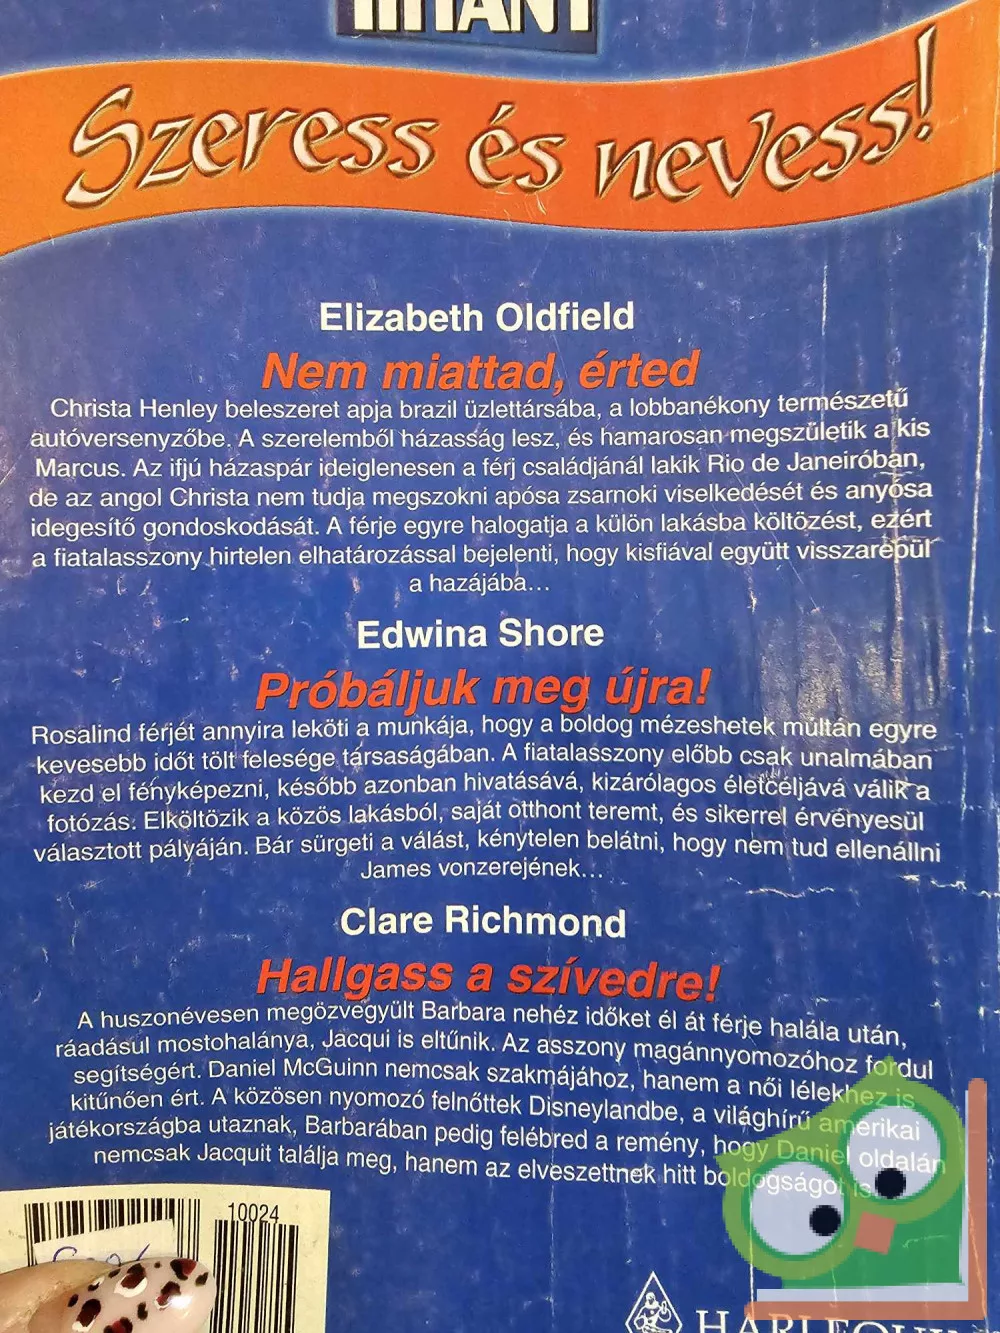 Szeress és nevess!
Elizabeth Oldfield
Nem miattad, érted
Christa Henley beleszeret apja brazil üzlettársába, a lobbanékony természetű
autóversenyzőbe. A szerelemből házasság lesz, és hamarosan megszületik a kis
Marcus. Az ifjú házaspár ideiglenesen a férj családjánál lakik Rio de Janeiróban,
de az angol Christa nem tudja megszokni apósa zsarnoki viselkedését és anyósa
idegesítő gondoskodását. A férje egyre halogatja a külön lakásba költözést, ezért
a fiatalasszony hirtelen elhatározással bejelenti, hogy kisfiával együtt visszarepül
a hazájába...
Edwina Shore
Próbáljuk meg újra!
Rosalind férjét annyira leköti a munkája, hogy a boldog mézeshetek múltán egyre
kevesebb időt tölt felesége társaságában. A fiatalasszony előbb csak unalmában
kezd el fényképezni, később azonban hivatásává, kizárólagos életcéljává válik a
fotózás. Elköltözik a közös lakásból, saját otthont teremt, és sikerrel érvényesül
választott pályáján. Bár sürgeti a válást, kénytelen belátni, hogy nem tud ellenállni
James vonzerejének...
Clare Richmond
Hallgass a szívedre!
A huszonévesen megözvegyült Barbara nehéz időket él át férje halála után,
ráadásul mostohalánya, Jacqui is eltűnik. Az asszony magánnyomozóhoz fordul
segítségért. Daniel McGuinn nemcsak szakmájához, hanem a női lélekhez is
kitűnően ért. A közösen nyomozó felnőttek Disneylandbe, a világhírű amerikai
játékországba utaznak, Barbarában pedig felébred a remény, hogy Daniel oldalán
nemcsak Jacquit találja meg, hanem az elveszettnek hitt boldogságot is...
10024
HARLEQUIN